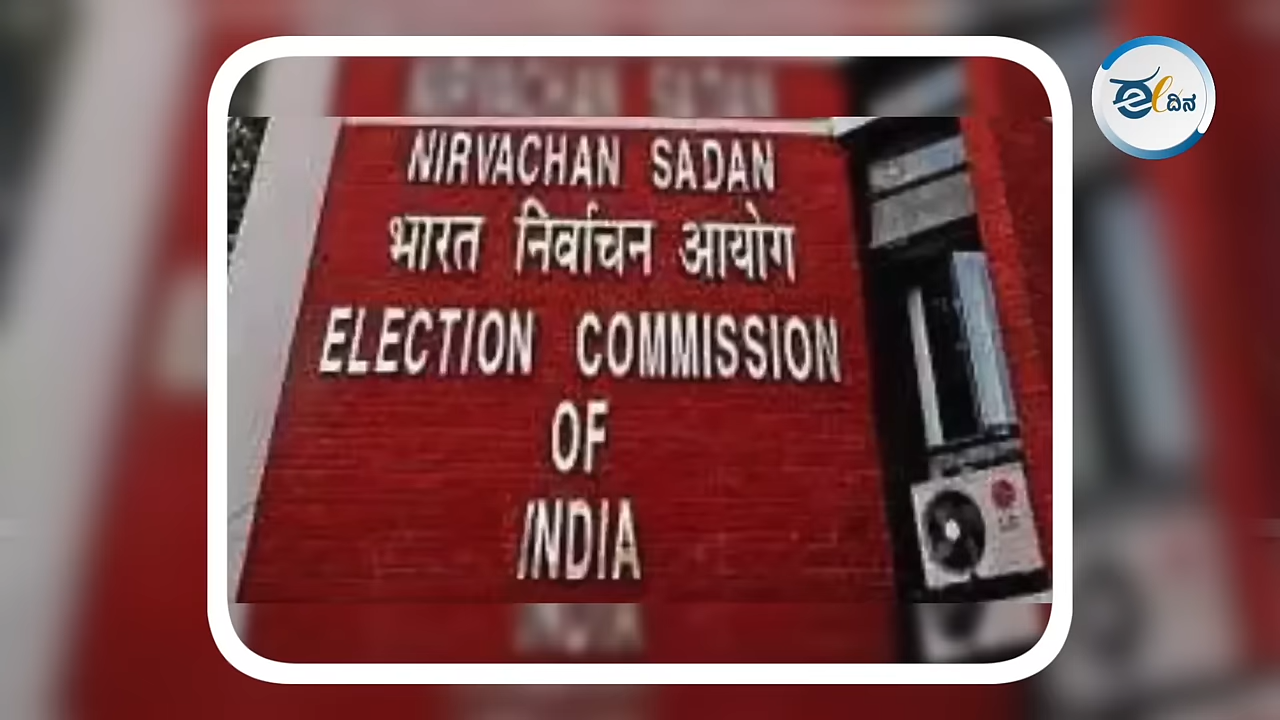 NIRVACHAN SADAN
भारत निर्वाचन आयोग
ELECTION COMMISSION
OF
INDIA
ಈ ದಿನ